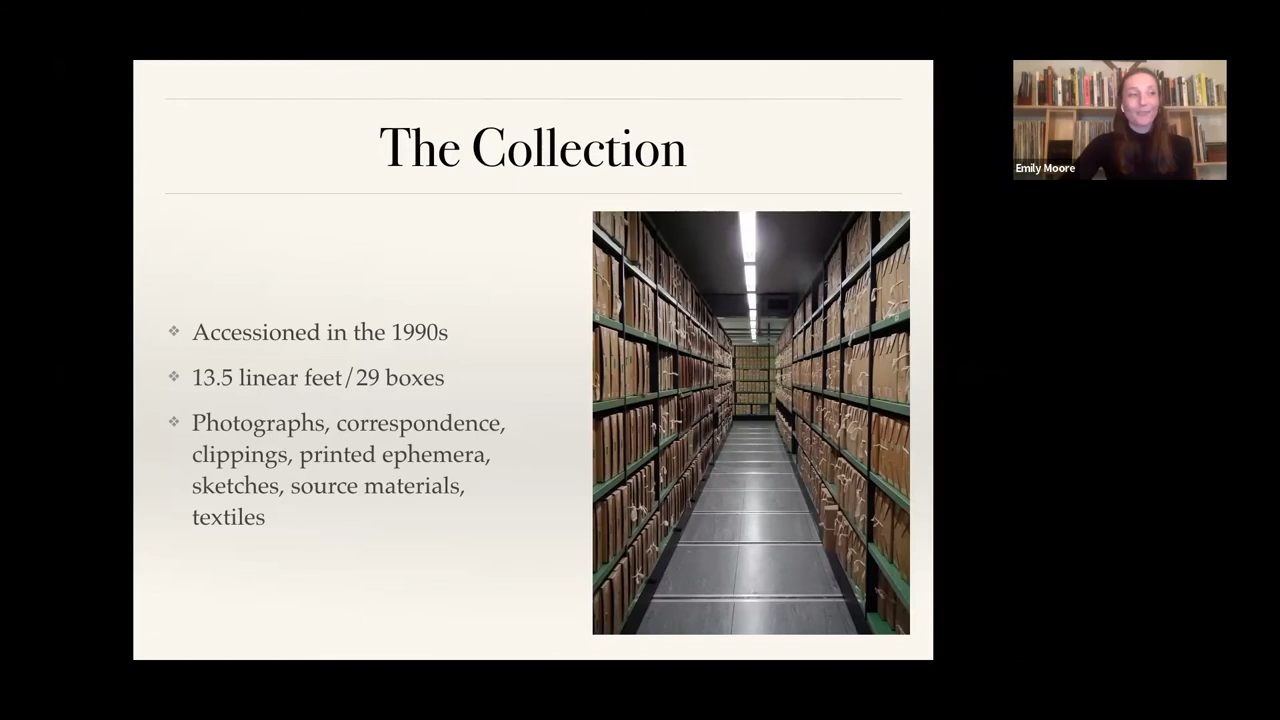 The Collection
Accessioned in the 1990s
13.5 linear feet/29 boxes
Photographs, correspondence,
clippings, printed ephemera,
sketches, source materials,
textiles
Emily Moore